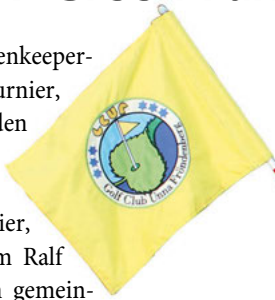 enkeeper-
urnier,
den
GCUF
Golf Club Unna Fröndenberg
ier,
m Ralf
n gemein-